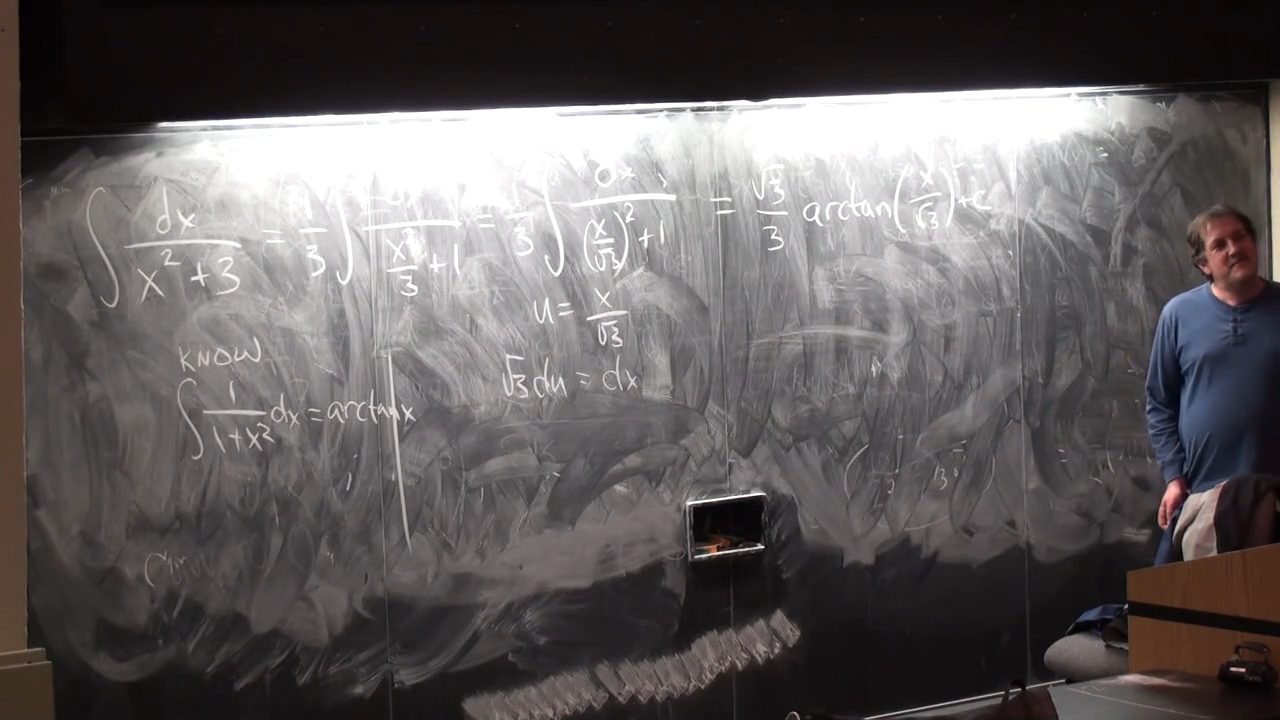 ∫ dx/(x² + 3) = 1/3 ∫ dx/(x²/3 + 1) = 1/3 ∫ dx/((x/√3)² + 1) = √3/3 arctan(x/√3) + c
u = x/√3
√3 du = dx
KNOW
∫ 1/(1+x²) dx = arctan x